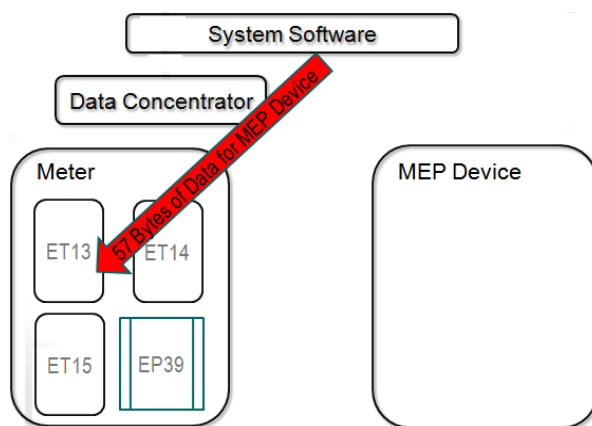 System Software
Data Concentrator
57 Bytes of Data for MEP Device
Meter
MEP Device
ET13
ET14
ET15
EP39